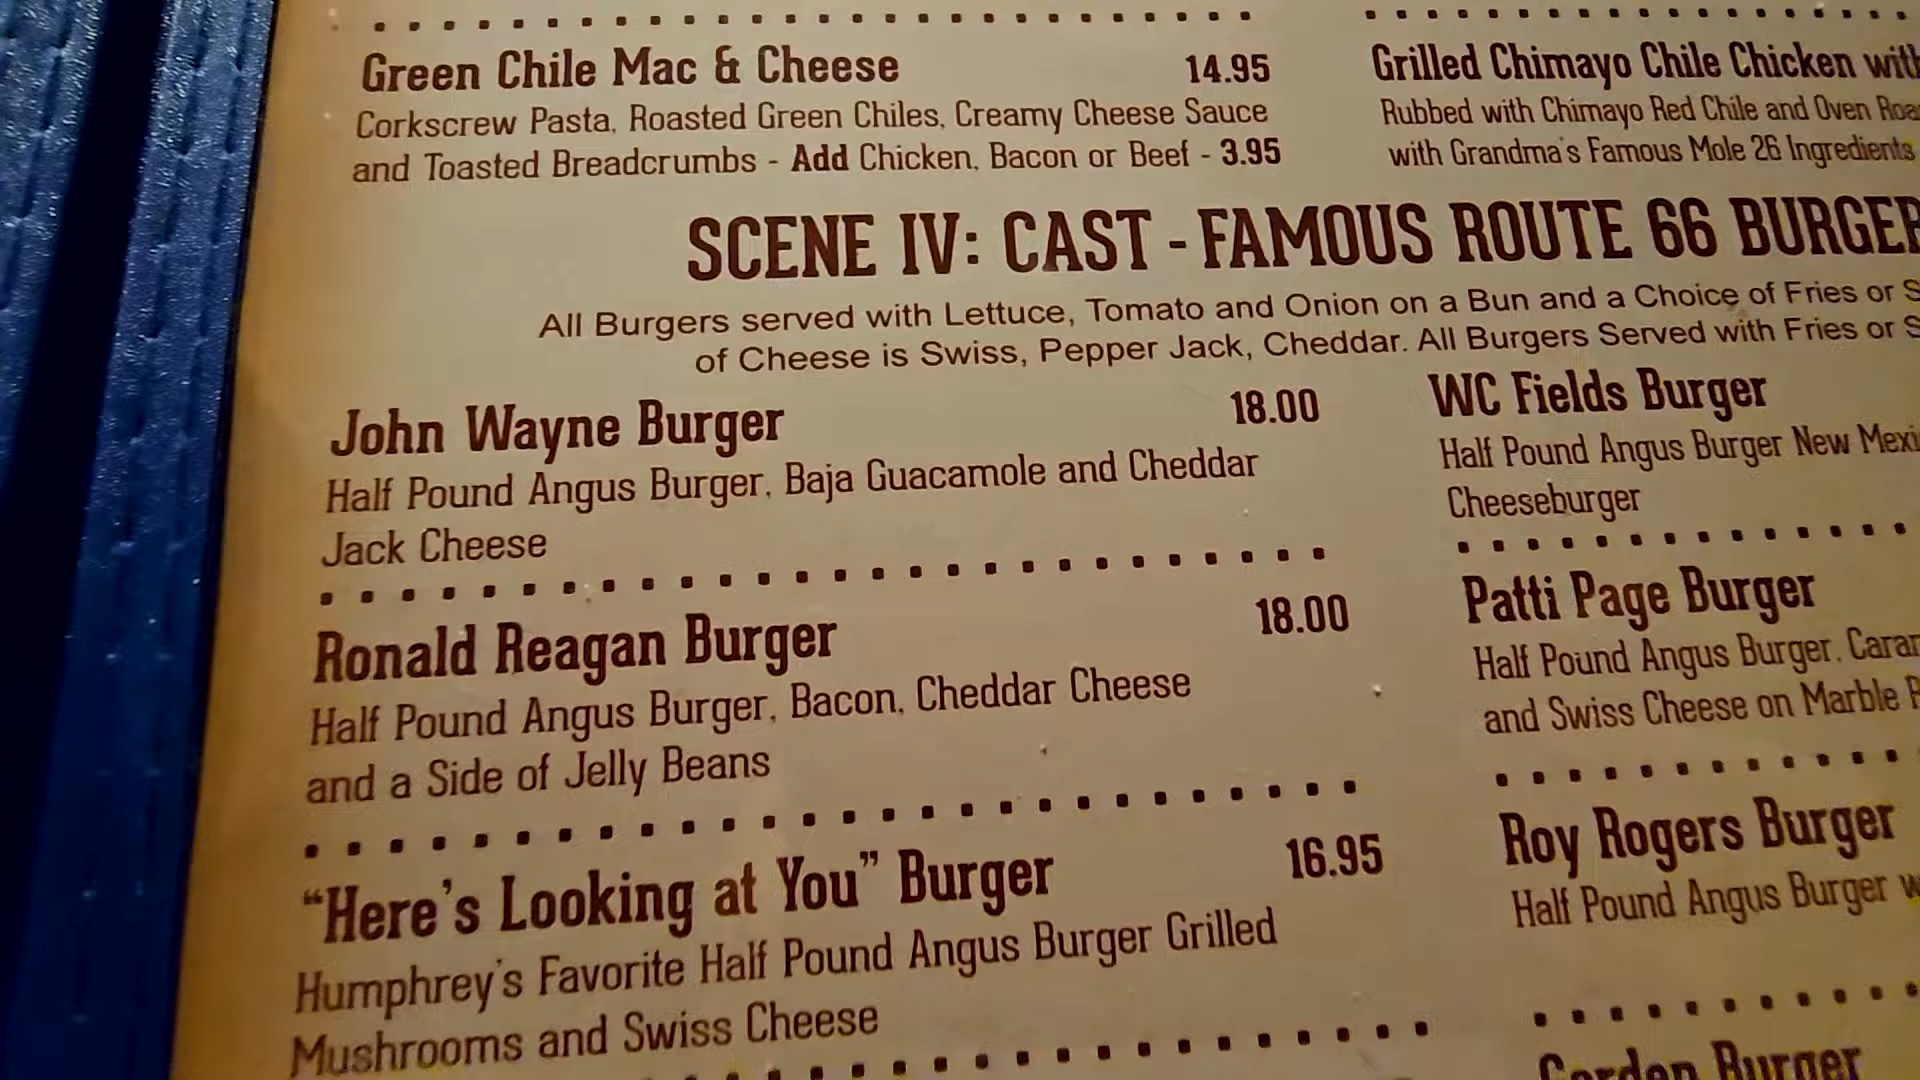 Green Chile Mac & Cheese 14.95
Corkscrew Pasta, Roasted Green Chiles, Creamy Cheese Sauce
and Toasted Breadcrumbs - Add Chicken, Bacon or Beef - 3.95
Grilled Chimayo Chile Chicken with
Rubbed with Chimayo Red Chile and Oven
with Grandma's Famous Mole 26 Ingredients
SCENE IV: CAST - FAMOUS ROUTE 66
All Burgers served with Lettuce, Tomato and Onion on a Bun and a Choice of Fries or
of Cheese is Swiss, Pepper Jack, Cheddar. All Burgers Served with Fries or
John Wayne Burger 18.00
Half Pound Angus Burger, Baja Guacamole and Cheddar
Jack Cheese
Ronald Reagan Burger 18.00
Half Pound Angus Burger, Bacon, Cheddar Cheese
and a Side of Jelly Beans
“Here's Looking at You” Burger 16.95
Humphrey's Favorite Half Pound Angus Burger Grilled
Mushrooms and Swiss Cheese
WC Fields Burger
Half Pound Angus Burger New
Cheeseburger
Patti Page Burger
Half Pound Angus Burger,
and Swiss Cheese on Marble
Roy Rogers Burger
Half Pound Angus Burger
Burger